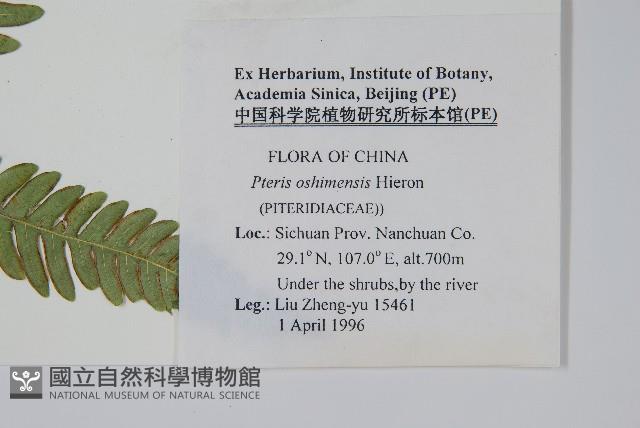 Ex Herbarium, Institute of Botany,
Academia Sinica, Beijing (PE)
中国科学院植物研究所标本馆(PE)
FLORA OF CHINA
Pteris oshimensis Hieron
(PITERIDIACEAE))
Loc.: Sichuan Prov. Nanchuan Co.
29.1° N, 107.0° E, alt.700m
Under the shrubs,by the river
Leg.: Liu Zheng-yu 15461
1 April 1996
國立自然科學博物館
NATIONAL MUSEUM OF NATURAL SCIENCE